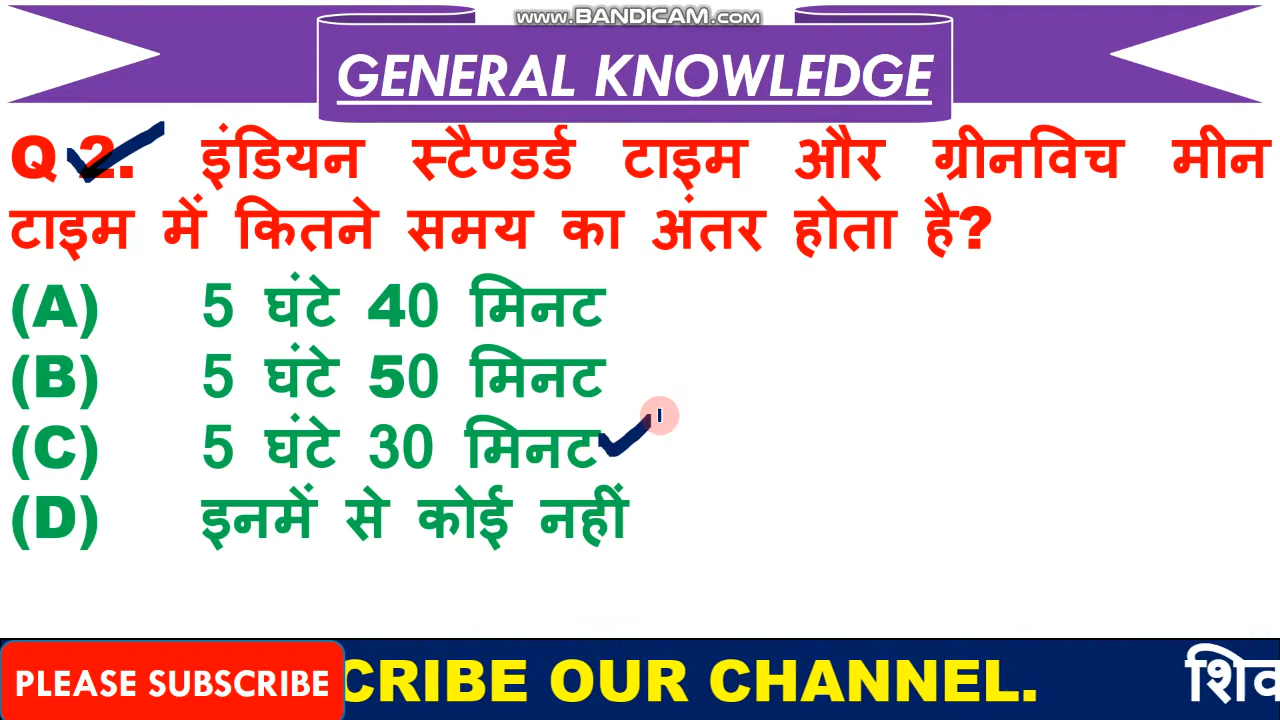 www.BANDICAM.com
GENERAL KNOWLEDGE
Q 2. इंडियन स्टैण्डर्ड टाइम और ग्रीनविच मीन
टाइम में कितने समय का अंतर होता है?
(A) 5 घंटे 40 मिनट
(B) 5 घंटे 50 मिनट
(C) 5 घंटे 30 मिनट
(D) इनमें से कोई नहीं
PLEASE SUBSCRIBE CRIBE OUR CHANNEL.